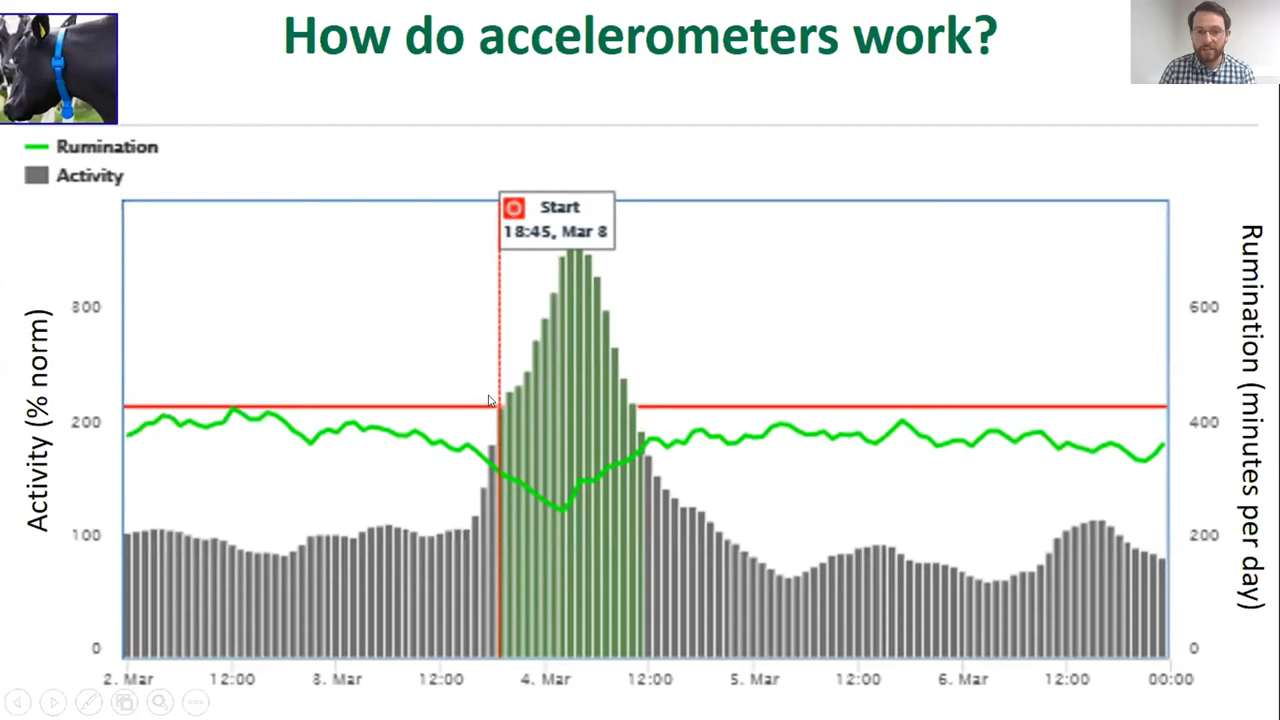 How do accelerometers work?
Rumination
Activity
Start
18:45, Mar 8
Activity (% norm)
300
200
100
0
Rumination (minutes per day)
600
400
200
0
2. Mar
12:00
3. Mar
12:00
4. Mar
12:00
5. Mar
12:00
6. Mar
12:00
00:00